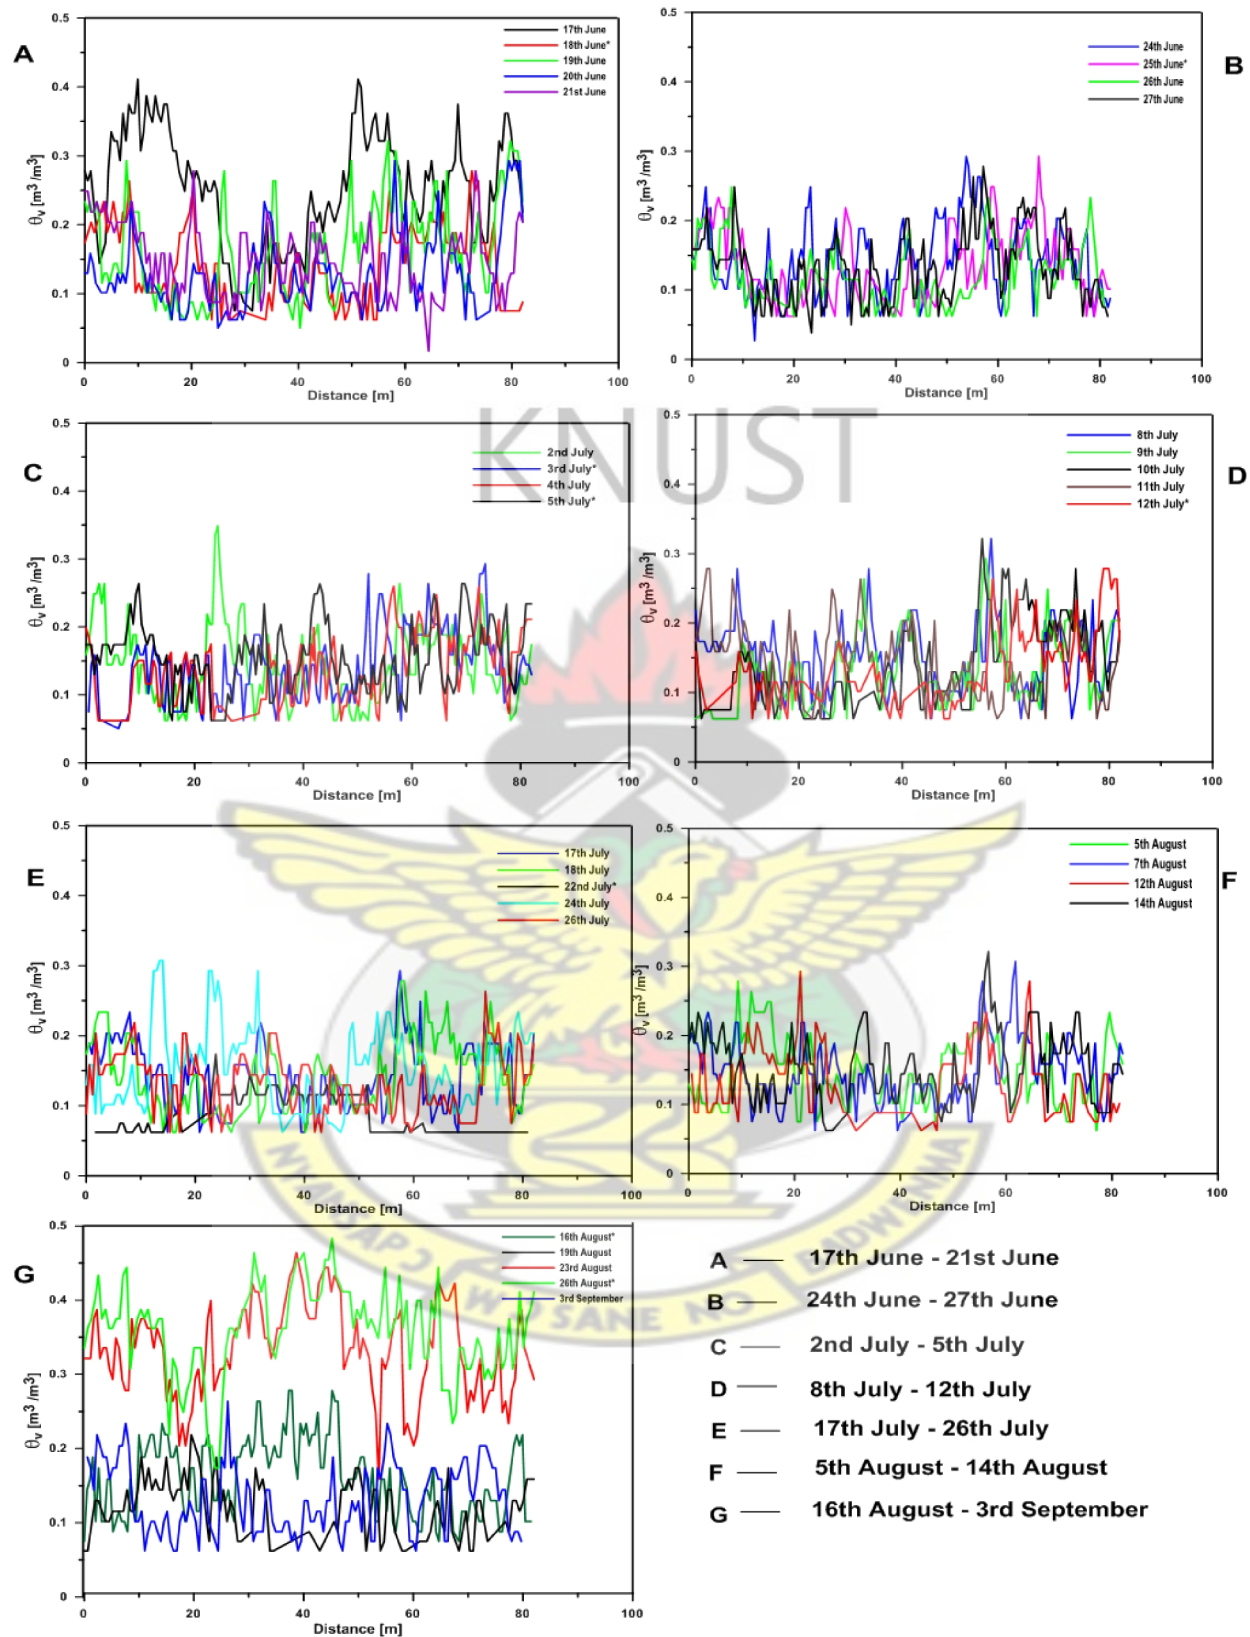 A
0.5
0.4
0.3
0.2
0.1
0
θv [m3 /m3]
17th June
18th June*
19th June
20th June
21st June
0 20 40 60 80 100
Distance [m]
B
0.5
0.4
0.3
0.2
0.1
0
θv [m3 /m3]
24th June
25th June*
26th June
27th June
0 20 40 60 80 100
Distance [m]
KNUST
C
0.5
0.4
0.3
0.2
0.1
0
θv [m3 /m3]
2nd July
3rd July*
4th July
5th July*
0 20 40 60 80 100
Distance [m]
D
0.5
0.4
0.3
0.2
0.1
0
θv [m3 /m3]
8th July
9th July
10th July
11th July
12th July*
0 20 40 60 80 100
Distance [m]
E
0.5
0.4
0.3
0.2
0.1
0
θv [m3 /m3]
17th July
18th July
22nd July*
24th July
26th July
0 20 40 60 80 100
Distance [m]
F
0.5
0.4
0.3
0.2
0.1
0
θv [m3 /m3]
5th August
7th August
12th August
14th August
0 20 40 60 80 100
Distance [m]
G
0.5
0.4
0.3
0.2
0.1
0
θv [m3 /m3]
16th August*
19th August
23rd August
26th August*
3rd September
0 20 40 60 80 100
Distance [m]
A 17th June - 21st June
B 24th June - 27th June
C 2nd July - 5th July
D 8th July - 12th July
E 17th July - 26th July
F 5th August - 14th August
G 16th August - 3rd September
SANE NO